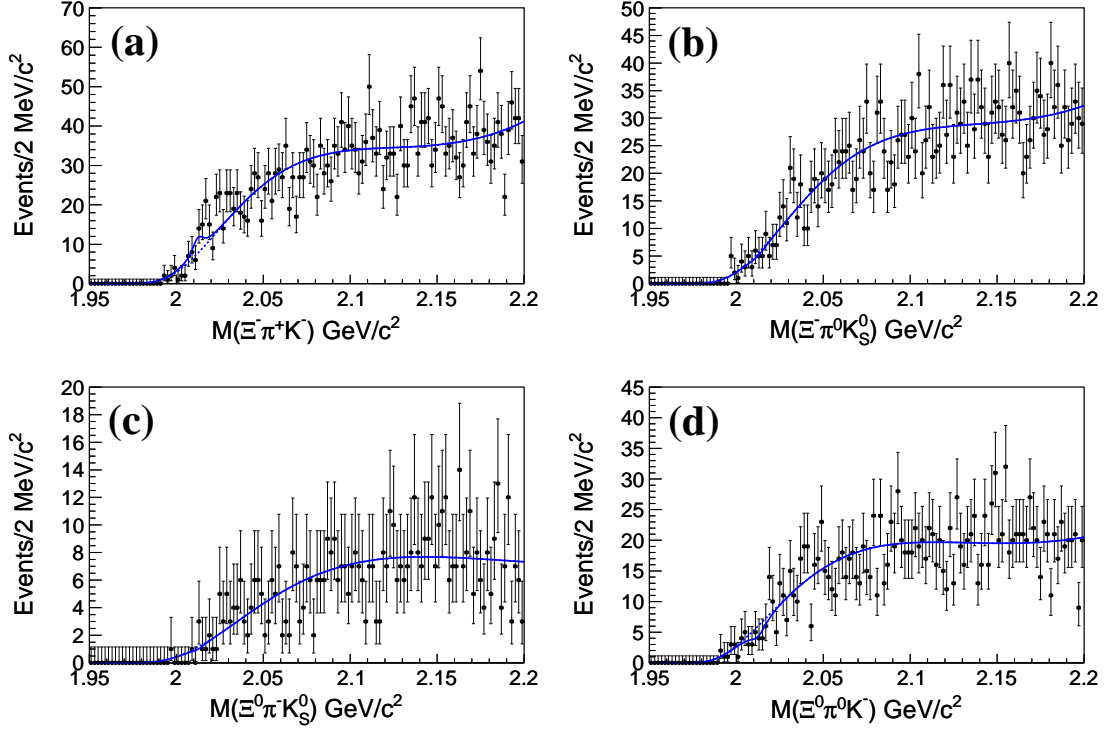 (a)
Events/2 MeV/c²
70
60
50
40
30
20
10
0
1.95 2 2.05 2.1 2.15 2.2
M(Ξ⁻π⁺K⁻) GeV/c²
(b)
Events/2 MeV/c²
50
45
40
35
30
25
20
15
10
5
0
1.95 2 2.05 2.1 2.15 2.2
M(Ξ⁻π⁰K⁰S) GeV/c²
(c)
Events/2 MeV/c²
20
18
16
14
12
10
8
6
4
2
0
1.95 2 2.05 2.1 2.15 2.2
M(Ξ⁰π⁻K⁰S) GeV/c²
(d)
Events/2 MeV/c²
45
40
35
30
25
20
15
10
5
0
1.95 2 2.05 2.1 2.15 2.2
M(Ξ⁰π⁰K⁻) GeV/c²